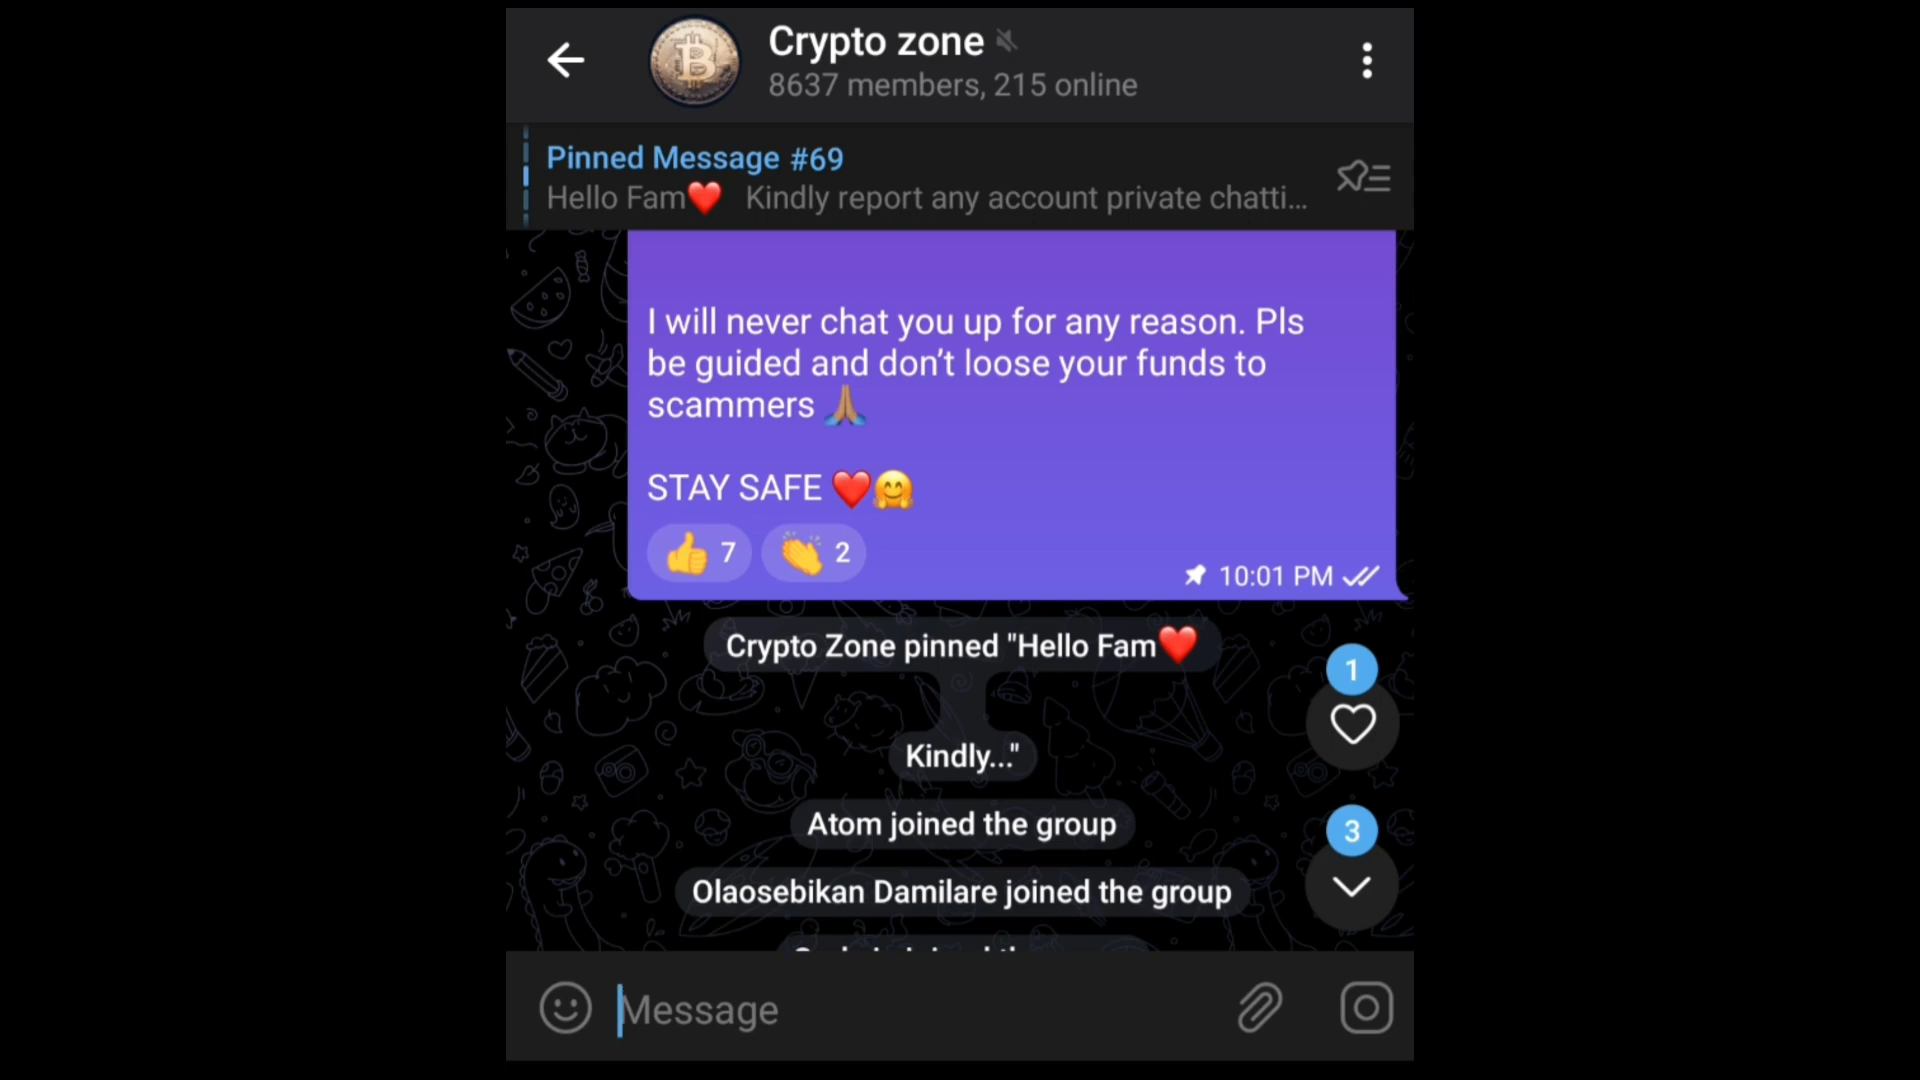 Crypto zone
8637 members, 215 online
Pinned Message #69
Hello Fam❤️ Kindly report any account private chatti...
I will never chat you up for any reason. Pls
be guided and don’t loose your funds to
scammers 🙏🏽
STAY SAFE ❤️🤗
👍 7 👏 2
10:01 PM
Crypto Zone pinned "Hello Fam❤️
1
Kindly..."
Atom joined the group
3
Olaosebikan Damilare joined the group
Message